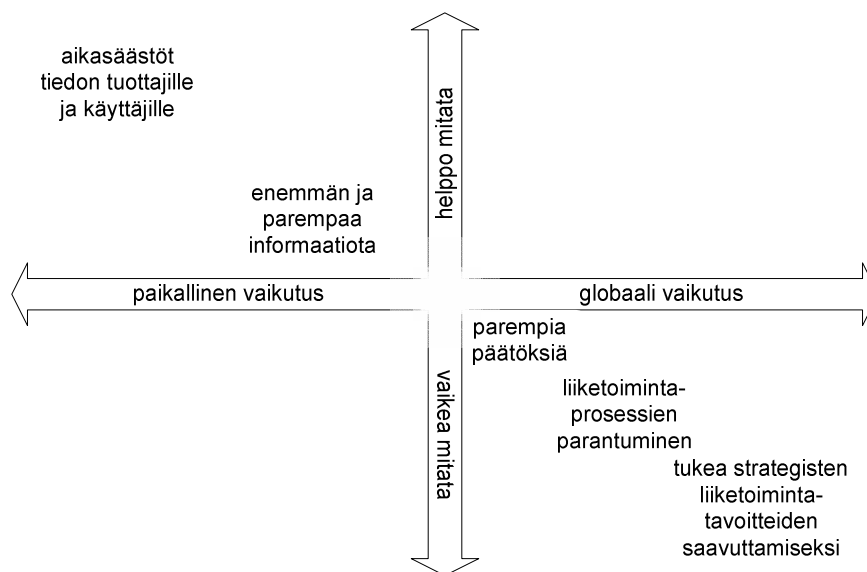 aikasäästöt
tiedon tuottajille
ja käyttäjille
helppo mitata
enemmän ja
parempaa
informaatiota
paikallinen vaikutus
globaali vaikutus
parempia
päätöksiä
vaikea mitata
liiketoiminta-
prosessien
parantuminen
tukea strategisten
liiketoiminta-
tavoitteiden
saavuttamiseksi